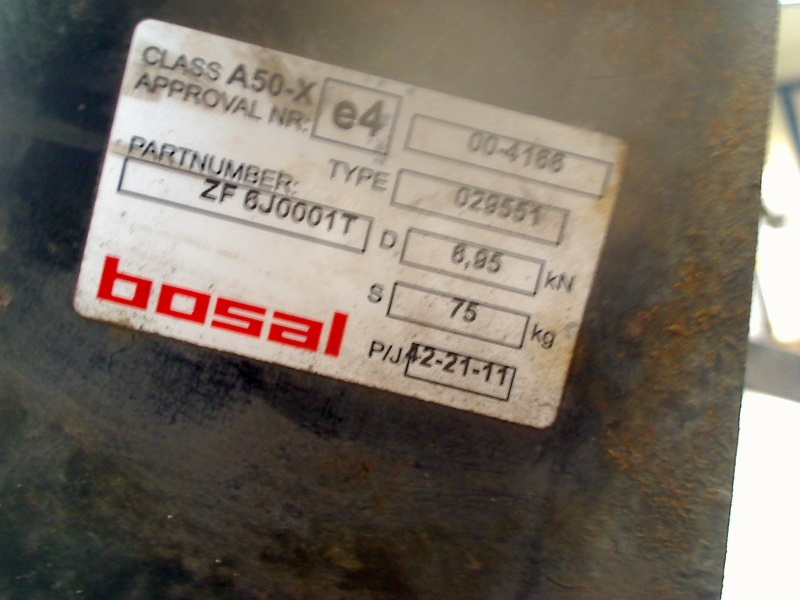 CLASS A50-X
APPROVAL NR: e4 00-4166
TYPE 029551
PARTNUMBER:
ZF 6J0001T
D 6,95 kN
S 75 kg
P/J 42-21-11
bosal